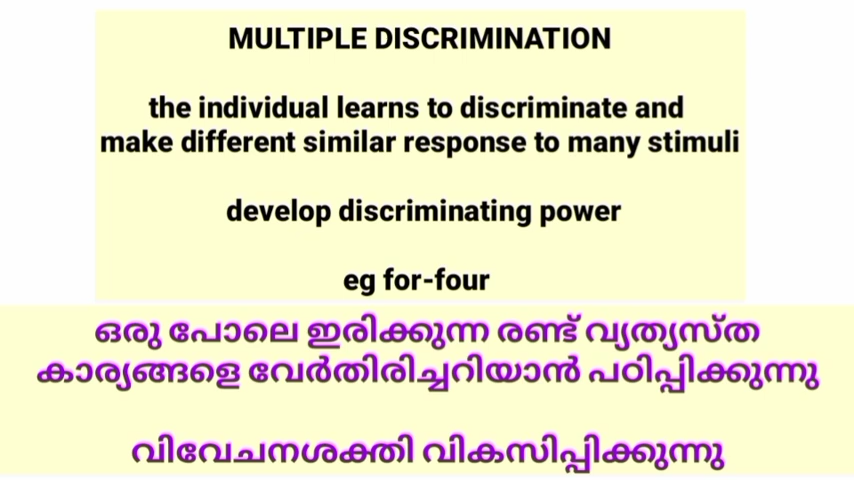 MULTIPLE DISCRIMINATION
the individual learns to discriminate and
make different similar response to many stimuli
develop discriminating power
eg for-four
ഒരു പോലെ ഇരിക്കുന്ന രണ്ട് വ്യത്യസ്ത
കാര്യങ്ങളെ വേർതിരിച്ചറിയാൻ പഠിപ്പിക്കുന്നു
വിവേചനശക്തി വികസിപ്പിക്കുന്നു